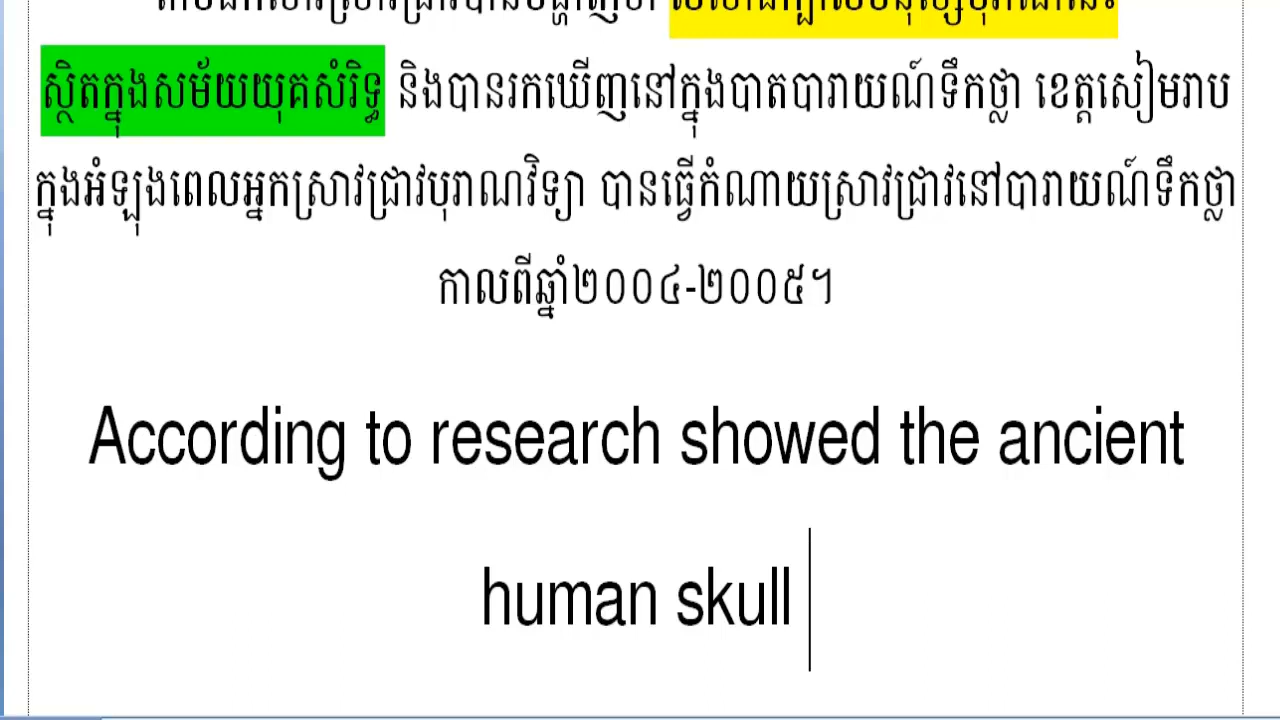 ស្ថិតក្នុងសម័យយុគសំរិទ្ធ និងបានរកឃើញនៅក្នុងបាតបារាយណ៍ទឹកថ្លា ខេត្តសៀមរាប
ក្នុងអំឡុងពេលអ្នកស្រាវជ្រាវបុរាណវិទ្យា បានធ្វើកំណាយស្រាវជ្រាវនៅបារាយណ៍ទឹកថ្លា
កាលពីឆ្នាំ២០០៤-២០០៥។
According to research showed the ancient
human skull